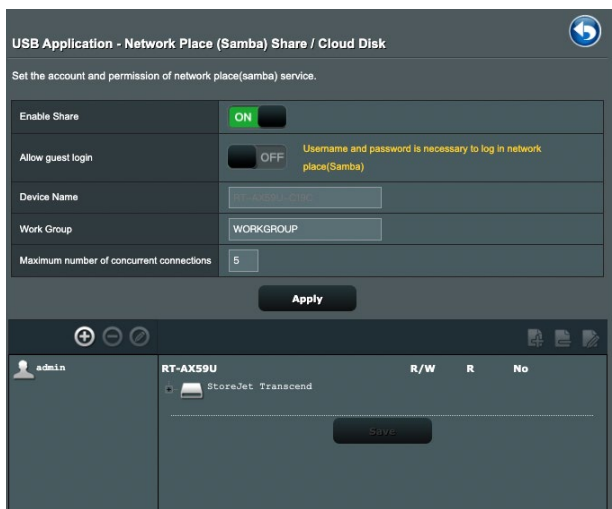 USB Application - Network Place (Samba) Share / Cloud Disk
Set the account and permission of network place(samba) service.
Enable Share ON
Allow guest login OFF Username and password is necessary to log in network
place(Samba)
Device Name
Work Group WORKGROUP
Maximum number of concurrent connections 5
Apply
admin
RT-AX59U R/W R No
StoreJet Transcend
Save